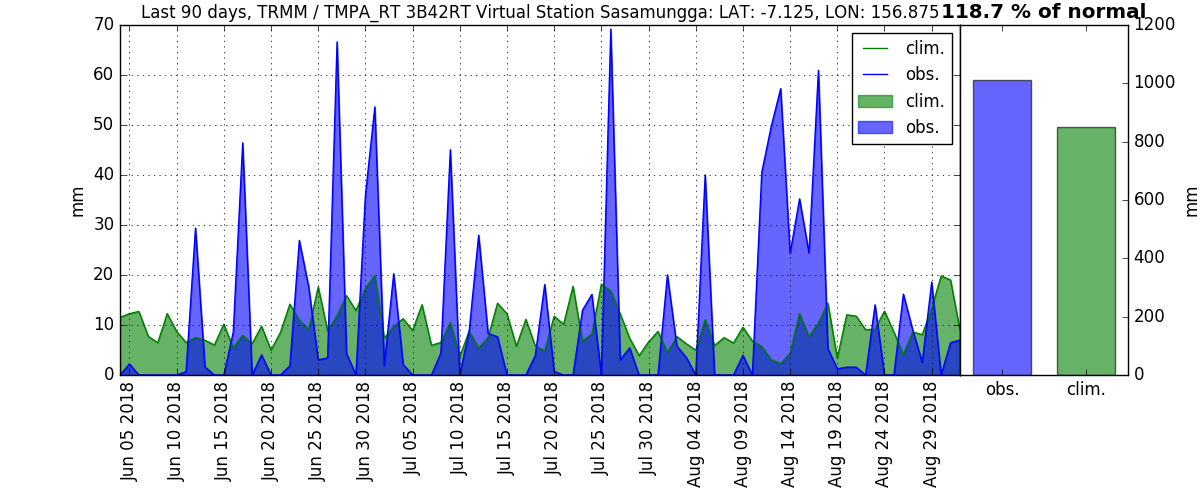 Last 90 days, TRMM / TMPA_RT 3B42RT Virtual Station Sasamungga: LAT: -7.125, LON: 156.875
118.7 % of normal
70
60
50
40
30
20
10
0
mm
clim.
obs.
clim.
obs.
Jun 05 2018
Jun 10 2018
Jun 15 2018
Jun 20 2018
Jun 25 2018
Jun 30 2018
Jul 05 2018
Jul 10 2018
Jul 15 2018
Jul 20 2018
Jul 25 2018
Jul 30 2018
Aug 04 2018
Aug 09 2018
Aug 14 2018
Aug 19 2018
Aug 24 2018
Aug 29 2018
1200
1000
800
600
400
200
0
mm
obs.
clim.